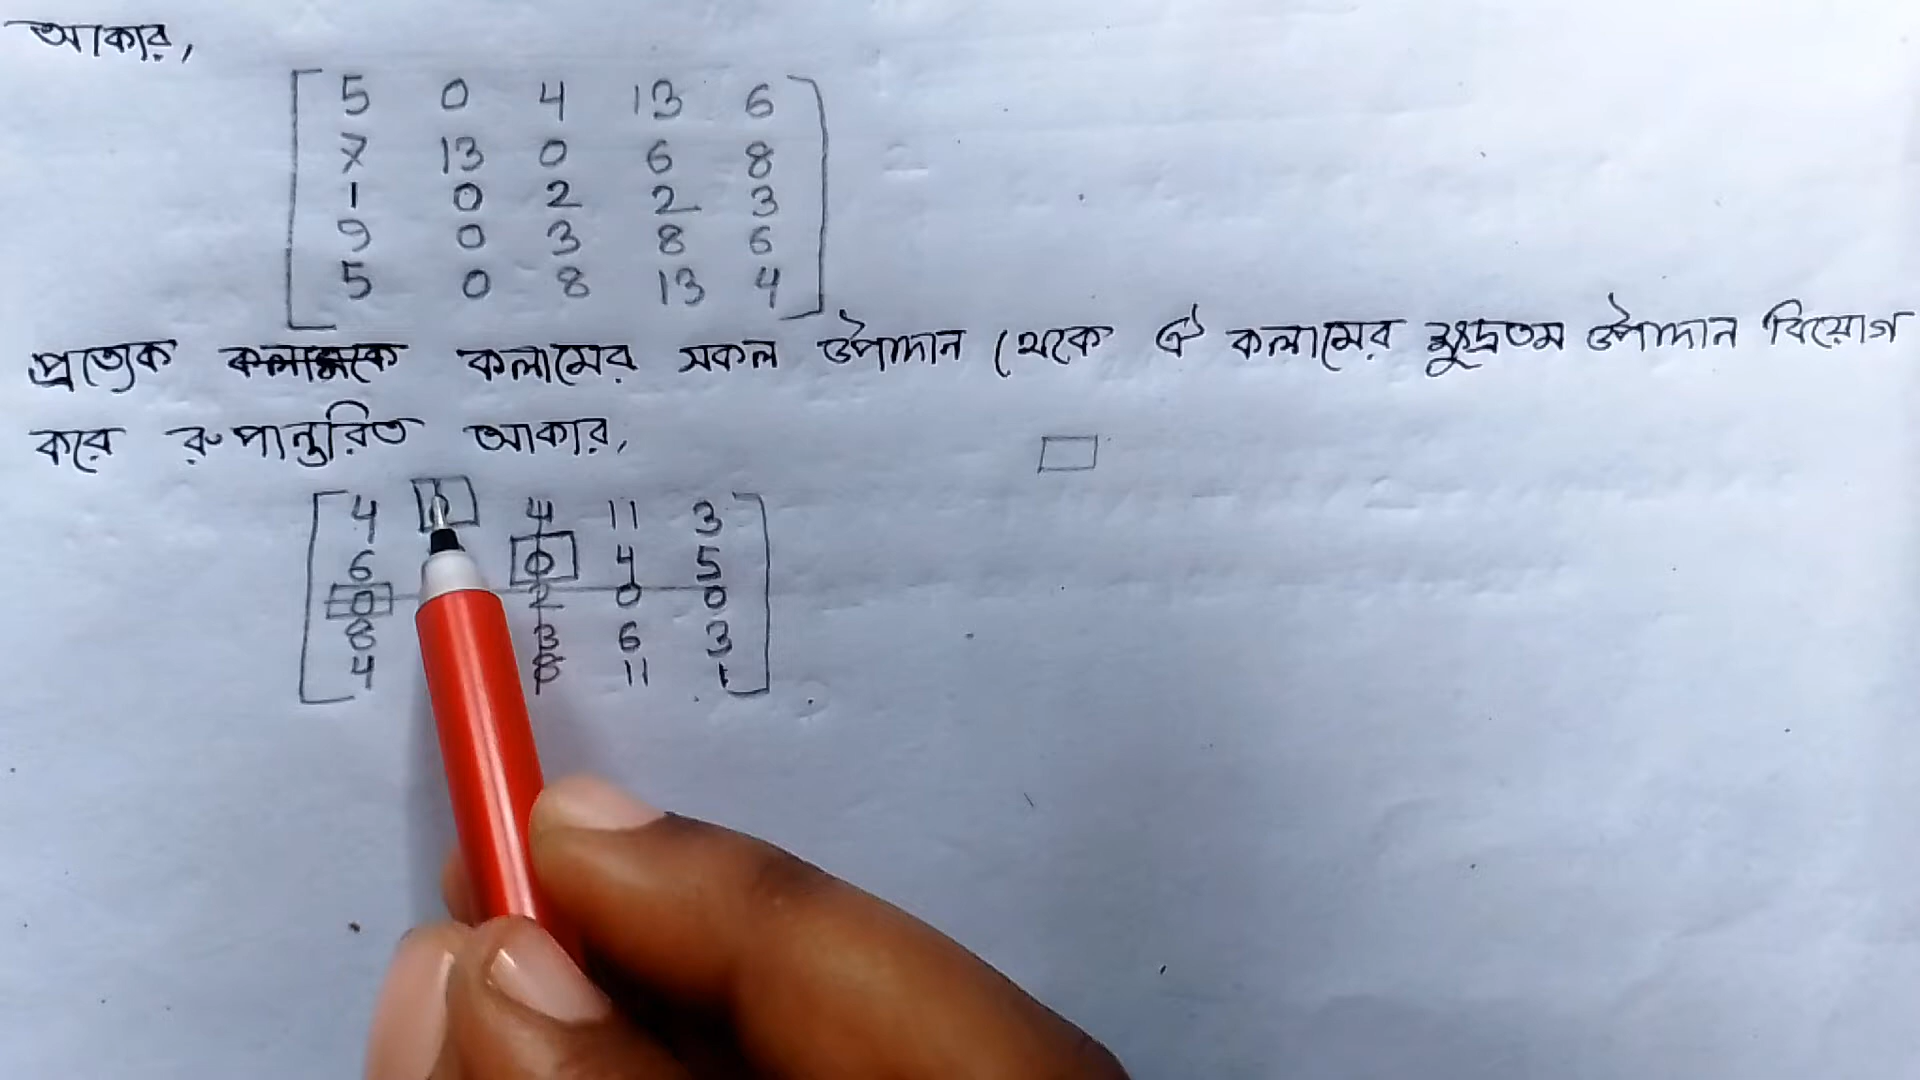 আকার,
5 0 4 13 6
7 13 0 6 8
1 0 2 2 3
9 0 3 8 6
5 0 8 13 4
প্রত্যেক কলামের সকল উপাদান থেকে ঐ কলামের ক্ষুদ্রতম উপাদান বিয়োগ
করে রুপান্তরিত আকার,
4 0 4 11 3
6 0 4 5
0 2 0 0
8 3 6 3
4 8 11 1